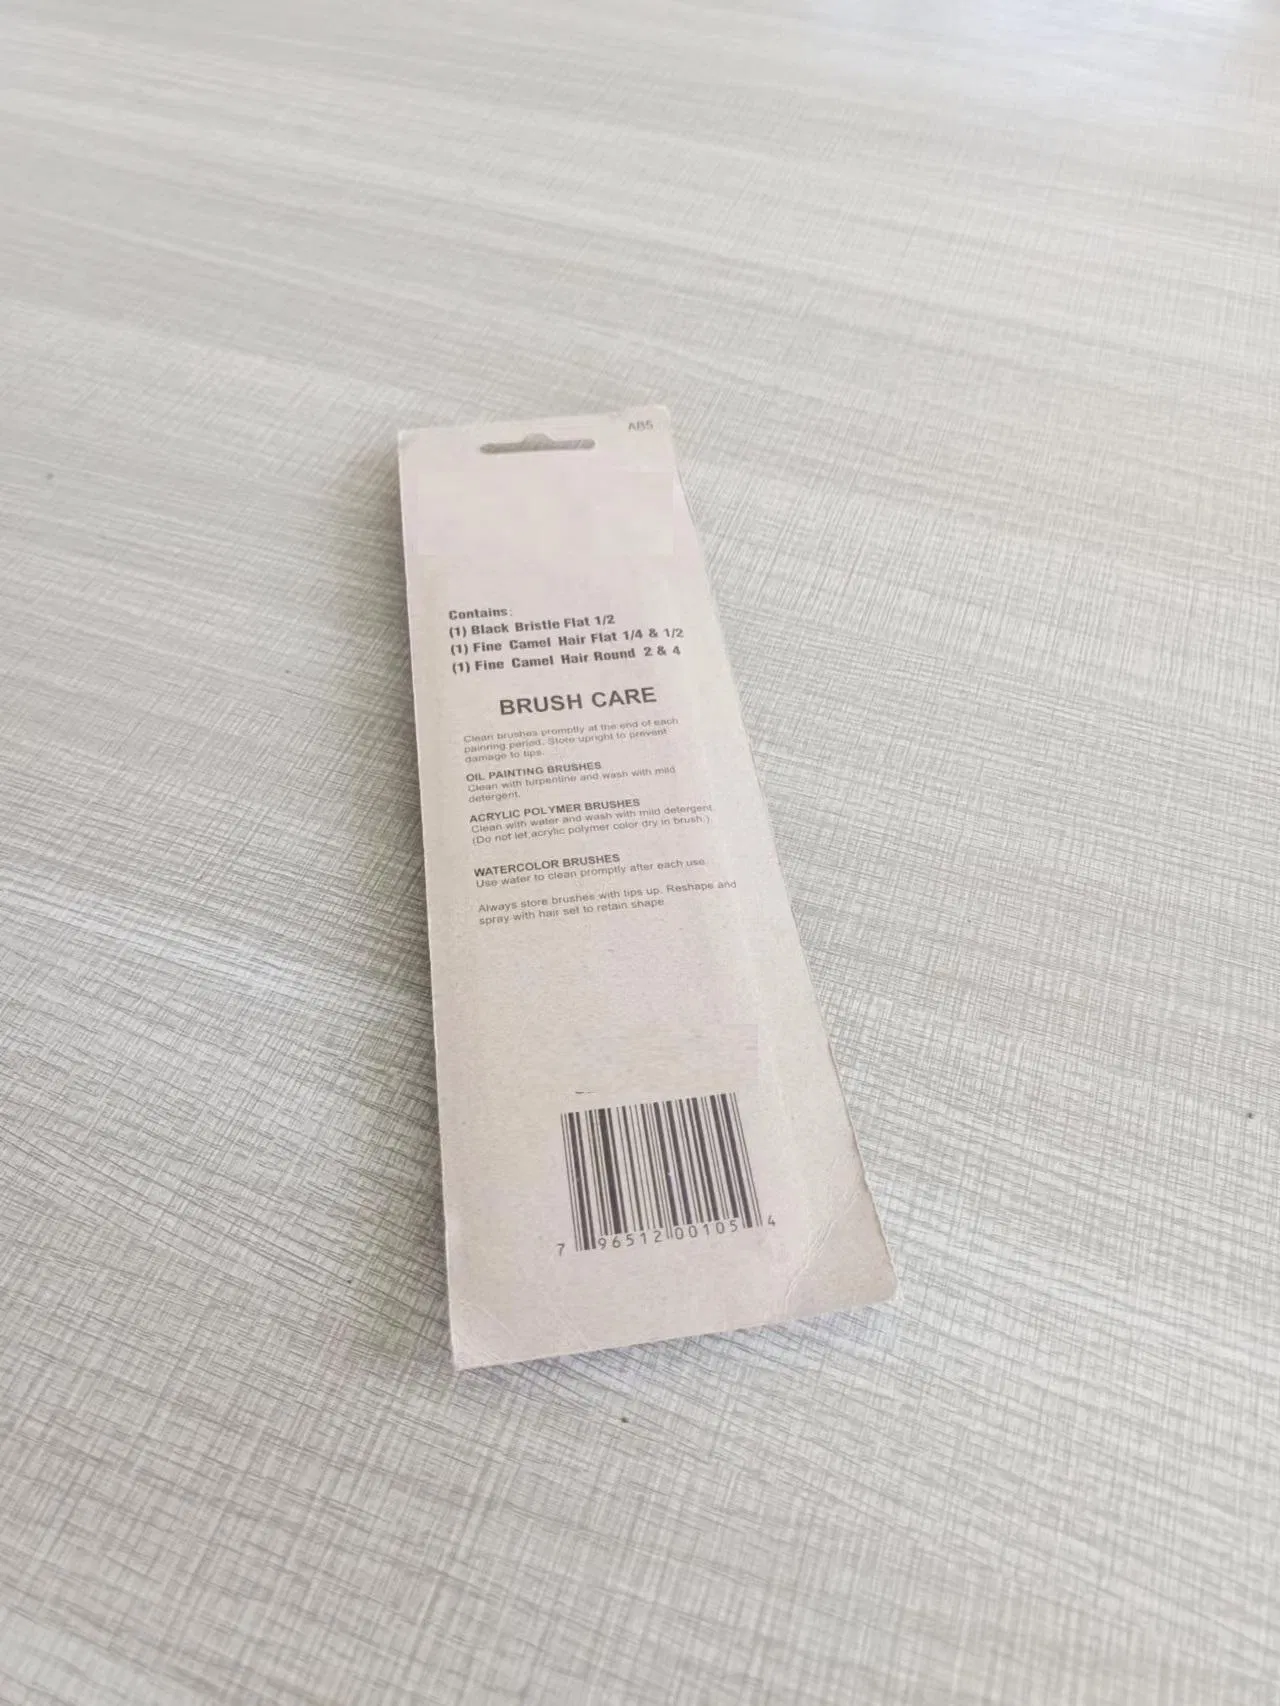 AB5
Contains:
(1) Black Bristle Flat 1/2
(1) Fine Camel Hair Flat 1/4 & 1/2
(1) Fine Camel Hair Round 2 & 4
BRUSH CARE
Clean brushes promptly at the end of each
painring period. Store upright to prevent
damage to tips.
OIL PAINTING BRUSHES
Clean with turpentine and wash with mild
detergent.
ACRYLIC POLYMER BRUSHES
Clean with water and wash with mild detergent.
(Do not let acrylic polymer color dry in brush.)
WATERCOLOR BRUSHES
Use water to clean promptly after each use.
Always store brushes with tips up. Reshape and
spray with hair set to retain shape
7 96512 00105 4